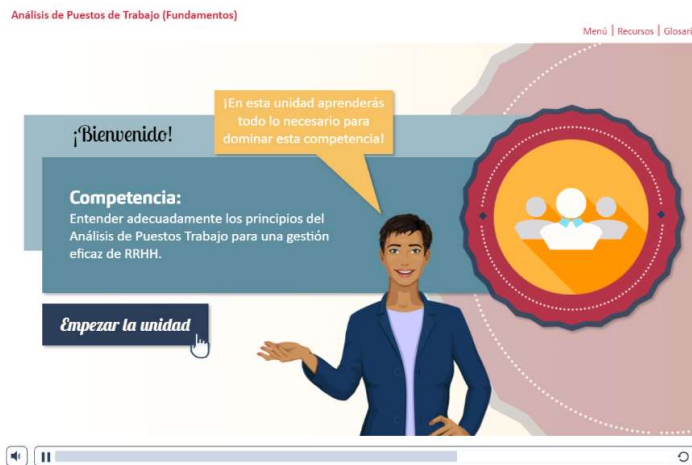 Análisis de Puestos de Trabajo (Fundamentos)
Menú | Recursos | Glosari
¡En esta unidad aprenderás
todo lo necesario para
dominar esta competencia!
¡Bienvenido!
Competencia:
Entender adecuadamente los principios del
Análisis de Puestos Trabajo para una gestión
eficaz de RRHH.
Empezar la unidad